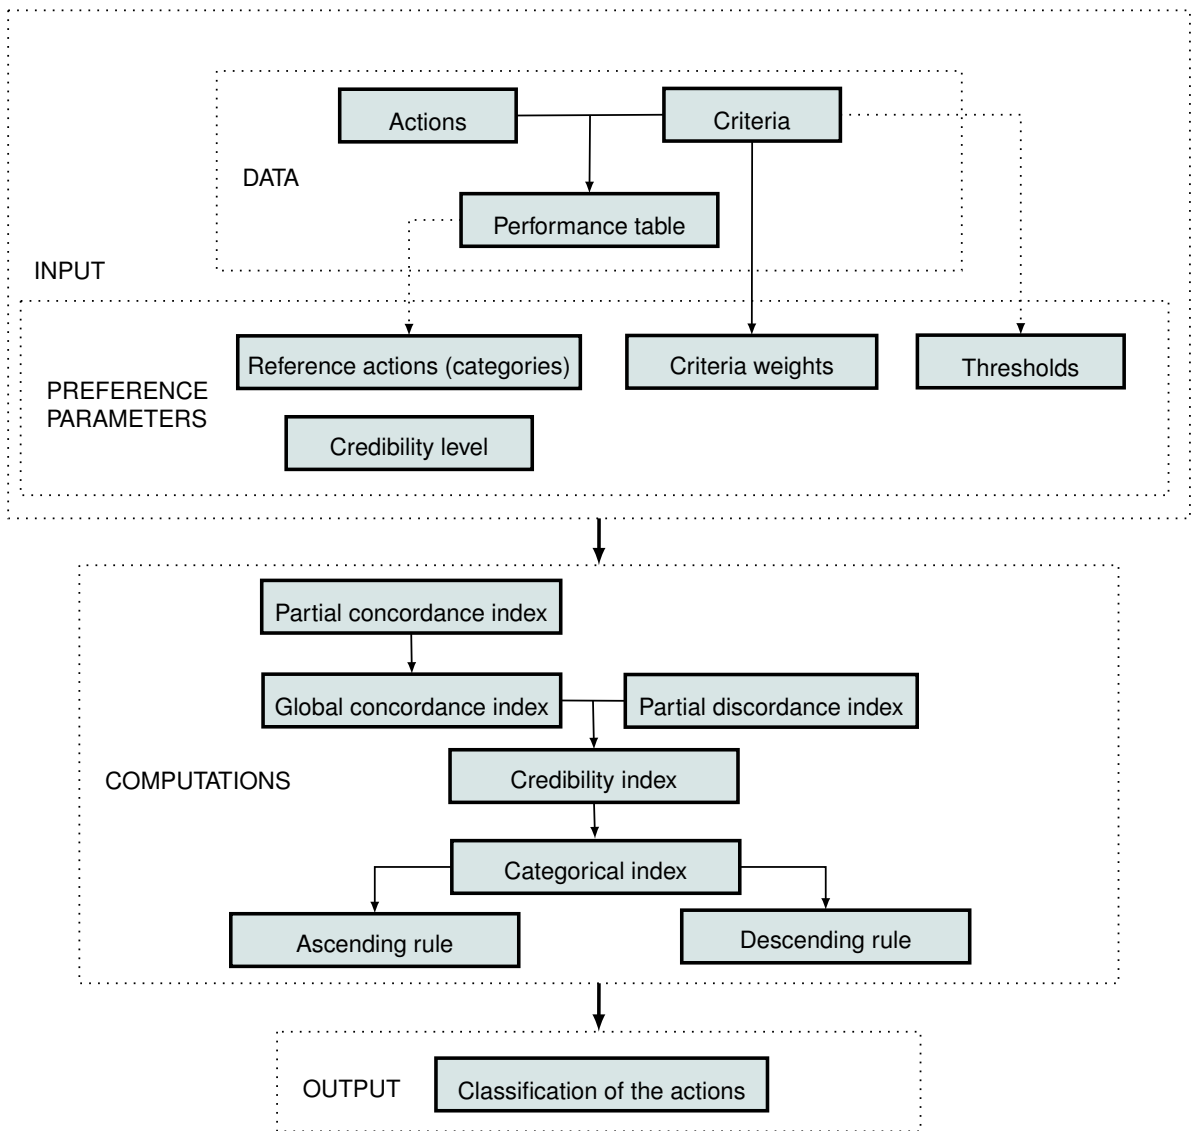 Actions
Criteria
DATA
Performance table
INPUT
Reference actions (categories)
Criteria weights
Thresholds
PREFERENCE
PARAMETERS
Credibility level
Partial concordance index
Global concordance index
Partial discordance index
COMPUTATIONS
Credibility index
Categorical index
Ascending rule
Descending rule
OUTPUT
Classification of the actions